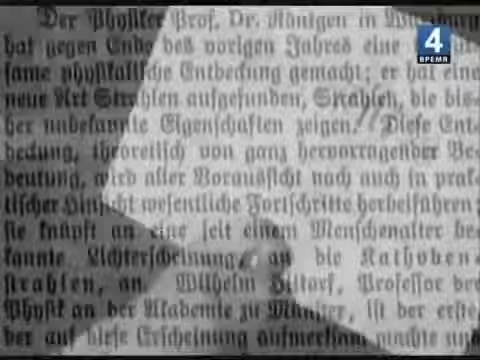 Der Physiker Prof. Dr. Röntgen in Würzburg
hat gegen Ende des vorigen Jahres eine
4
ВРЕМЯ
same physikalische Entdeckung gemacht; er hat eine
neue Art Strahlen aufgefunden, Strahlen, die bis-
her unbekannte Eigenschaften zeigen. Diese Ent-
deckung, theoretisch von ganz hervorragender Be-
deutung, wird aller Voraussicht nach auch in prak-
tischer Hinsicht wesentliche Fortschritte herbeiführen;
sie knüpft an eine seit einem Menschenalter be-
kannte Lichterscheinung an die Kathoden-
strahlen, an. Wilhelm Hittorf, Professor der
Physik an der Akademie zu Münster, ist der erste,
der auf diese Erscheinung aufmerksam machte und